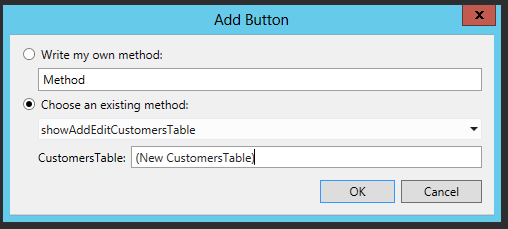 Add Button
x
Write my own method:
Method
Choose an existing method:
showAddEditCustomersTable
CustomersTable: (New CustomersTable)
OK Cancel